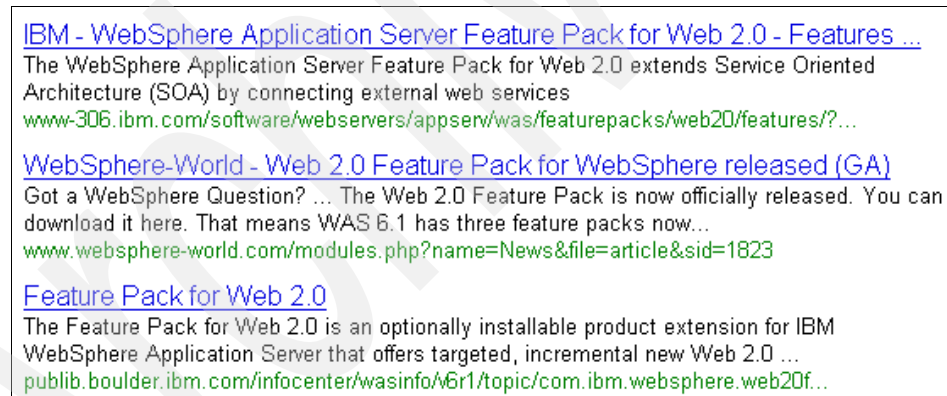 IBM - WebSphere Application Server Feature Pack for Web 2.0 - Features ...
The WebSphere Application Server Feature Pack for Web 2.0 extends Service Oriented
Architecture (SOA) by connecting external web services
www-306.ibm.com/software/webservers/appserv/was/featurepacks/web20/features/?...
WebSphere-World - Web 2.0 Feature Pack for WebSphere released (GA)
Got a WebSphere Question? ... The Web 2.0 Feature Pack is now officially released. You can
download it here. That means WAS 6.1 has three feature packs now...
www.websphere-world.com/modules.php?name=News&file=article&sid=1823
Feature Pack for Web 2.0
The Feature Pack for Web 2.0 is an optionally installable product extension for IBM
WebSphere Application Server that offers targeted, incremental new Web 2.0 ...
publib.boulder.ibm.com/infocenter/wasinfo/v6r1/topic/com.ibm.websphere.web20f...